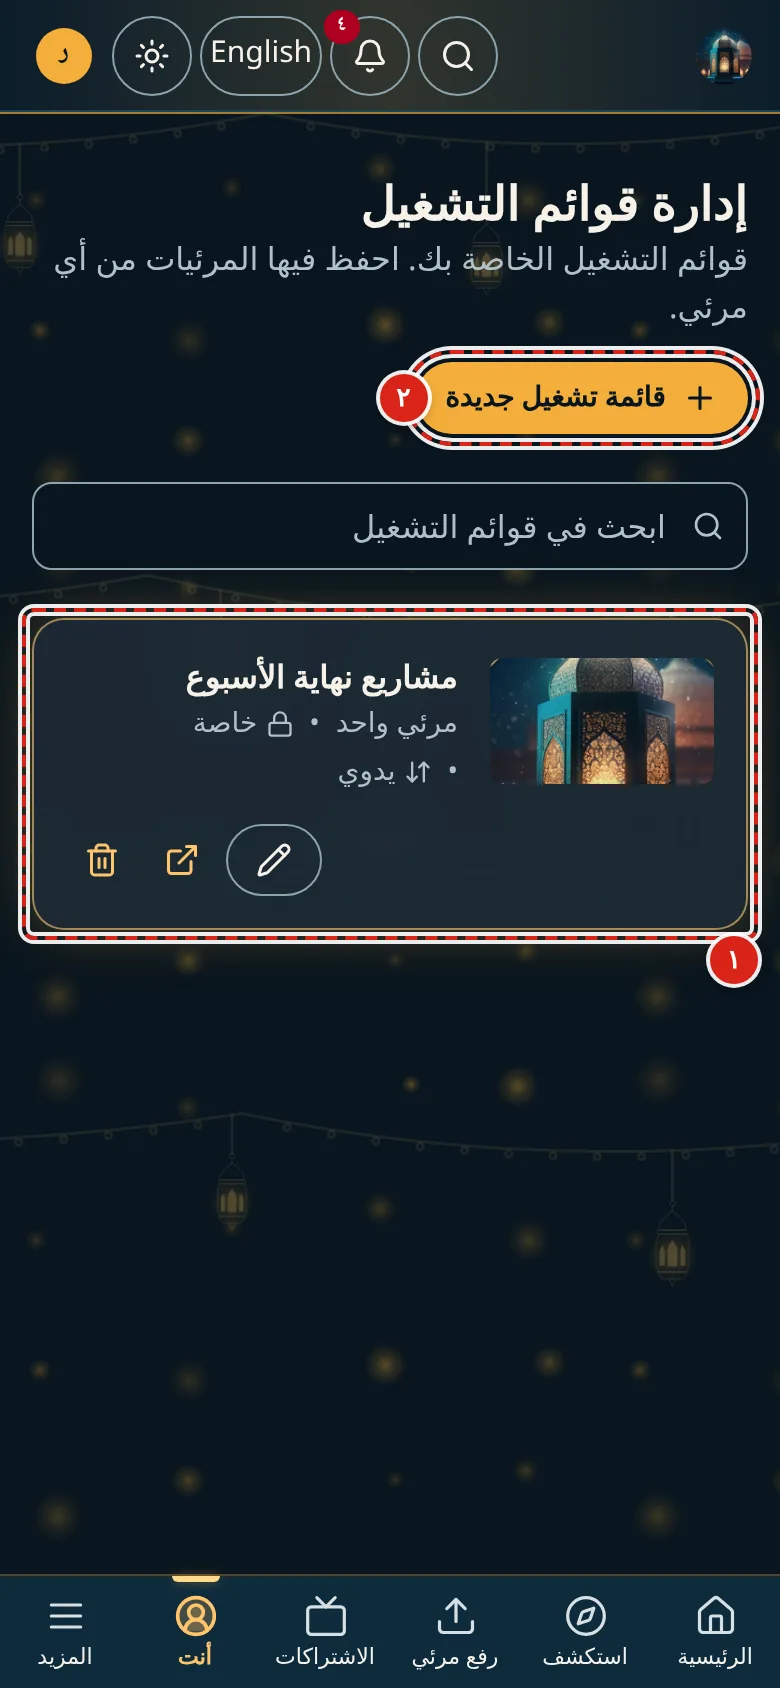 ر
English
٤
إدارة قوائم التشغيل
قوائم التشغيل الخاصة بك. احفظ فيها المرئيات من أي
مرئي.
قائمة تشغيل جديدة
٢
ابحث في قوائم التشغيل
مشاريع نهاية الأسبوع
مرئي واحد • خاصة
• يدوي
١
الرئيسية
استكشف
رفع مرئي
الاشتراكات
أنت
المزيد